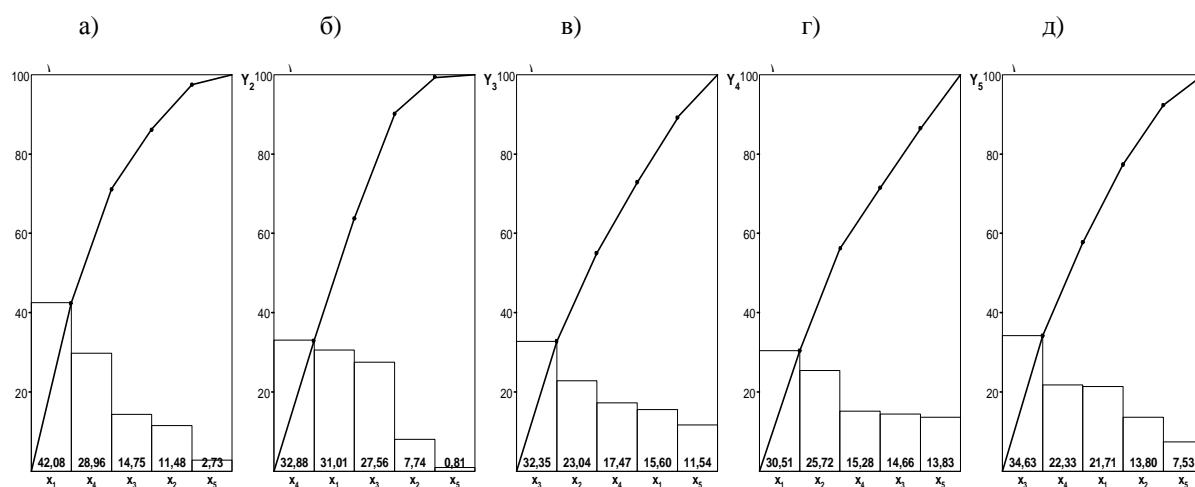 а) б) в) г) д)
100 80 60 40 20
42,08 28,96 14,75 11,48 2,73
x1 x4 x3 x2 x5
Y2
100 80 60 40 20
32,88 31,01 27,56 7,74 0,81
x4 x1 x3 x2 x5
Y3
100 80 60 40 20
32,35 23,04 17,47 15,60 11,54
x3 x2 x4 x1 x5
Y4
100 80 60 40 20
30,51 25,72 15,28 14,66 13,83
x1 x2 x4 x3 x5
Y5
100 80 60 40 20
34,63 22,33 21,71 13,80 7,53
x3 x4 x1 x2 x5